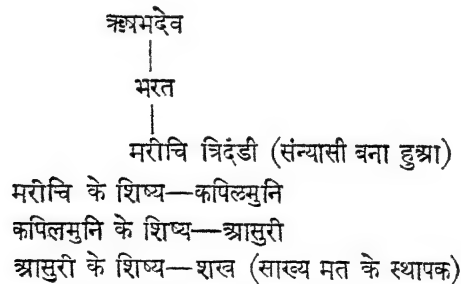 ऋषभदेव
भरत
मरीचि त्रिदंडी (संन्यासी बना हुआ)
मरीचि के शिष्य—कपिलमुनि
कपिलमुनि के शिष्य—आसुरी
आसुरी के शिष्य—शख (साख्य मत के स्थापक)